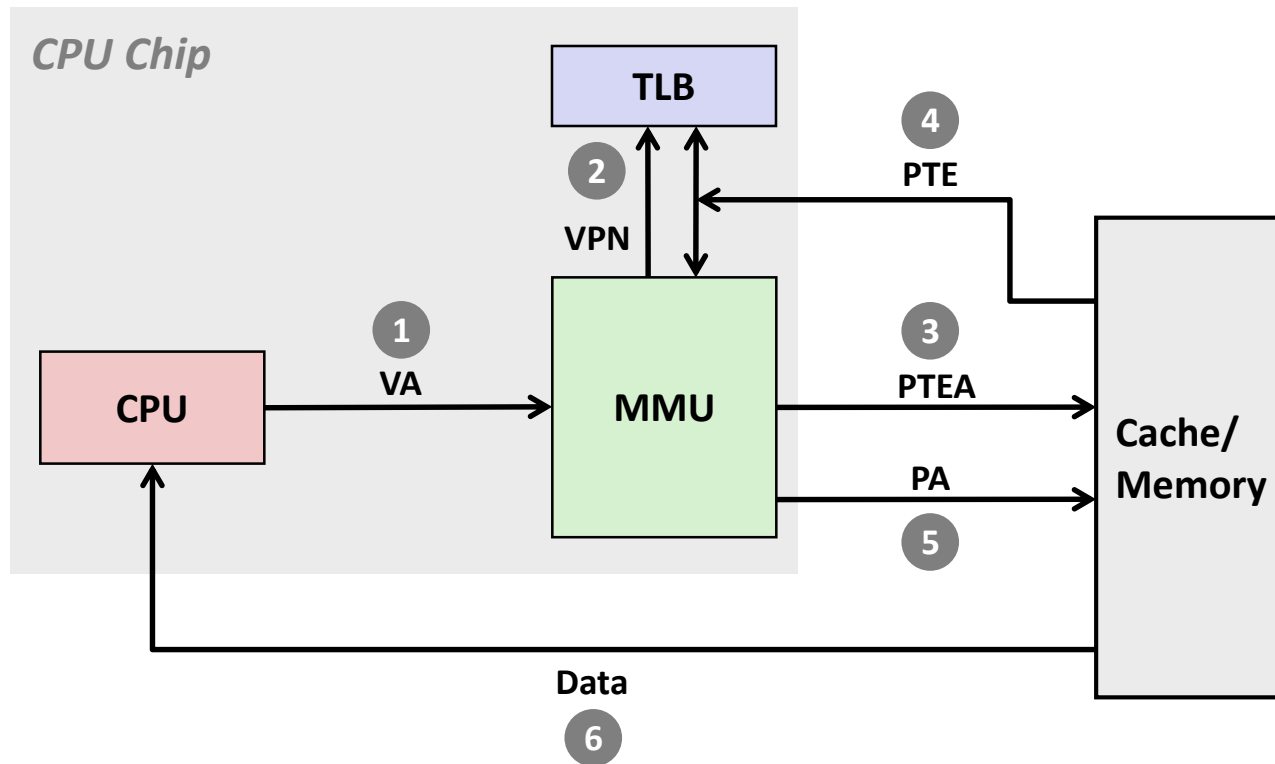 CPU Chip
TLB
4
PTE
2
VPN
1
VA
3
PTEA
CPU
MMU
Cache/
Memory
PA
5
Data
6